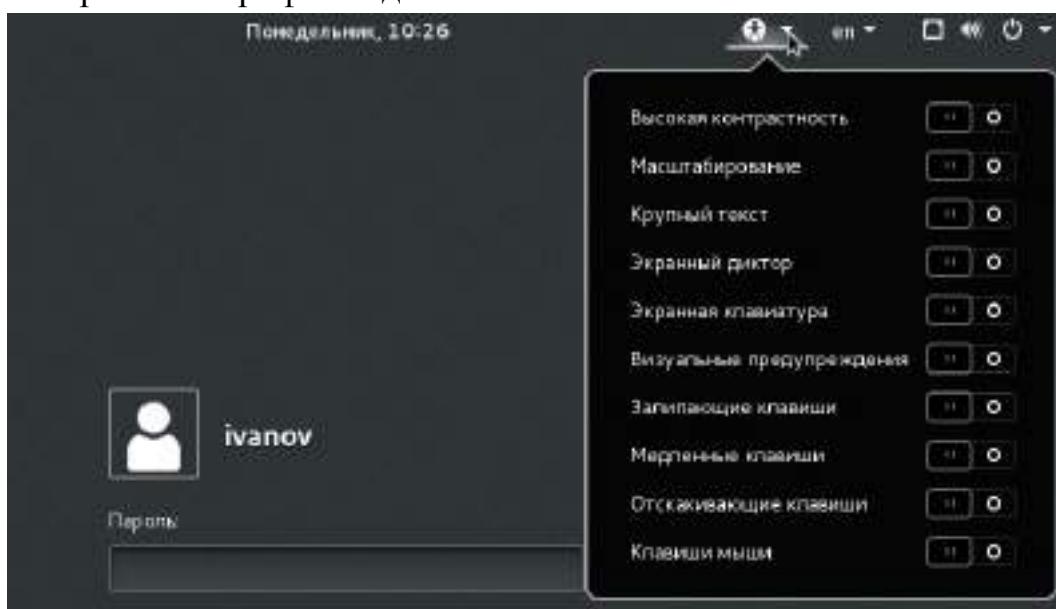 Понедельник, 10:26
en
Высокая контрастность
Масштабирование
Крупный текст
Экранный диктор
Экранная клавиатура
Визуальные предупреждения
Залипающие клавиши
Медленные клавиши
Отскакивающие клавиши
Клавиши мыши
ivanov
Пароль: